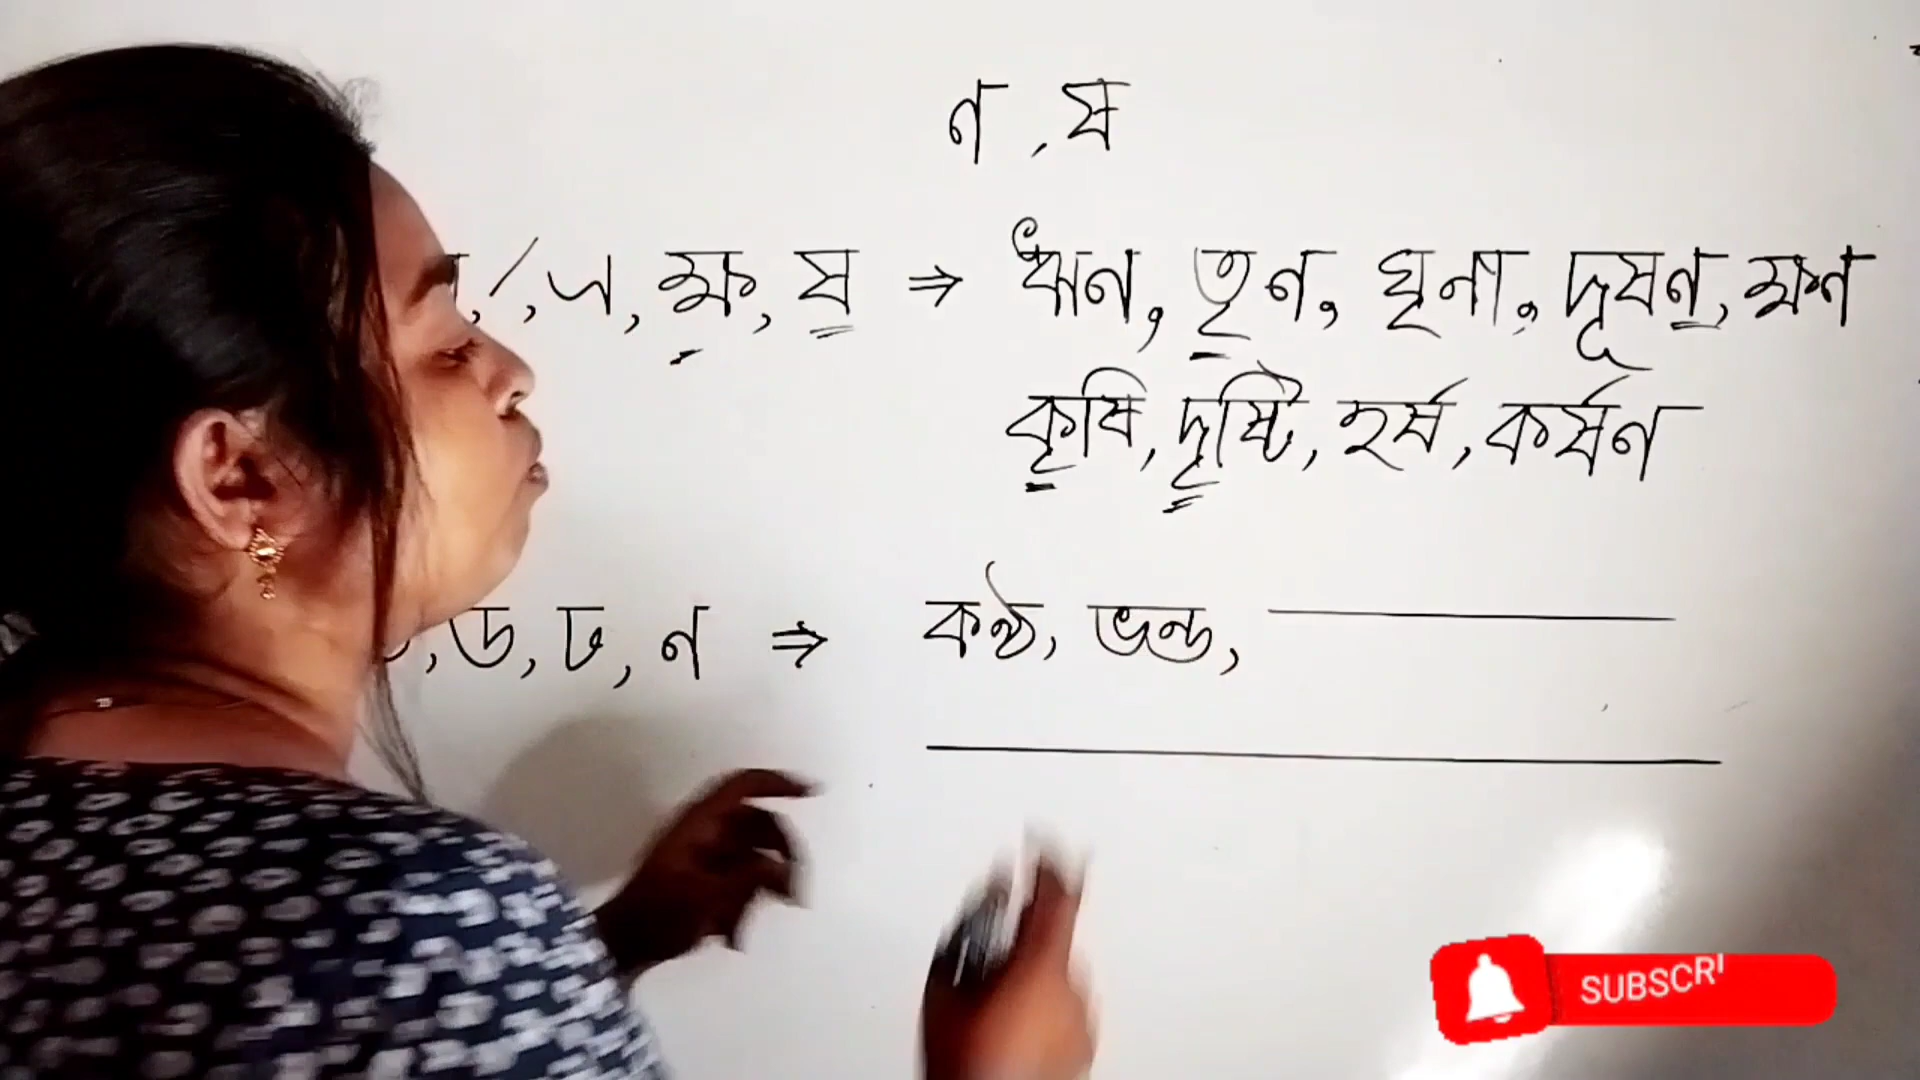 ণ, ষ
র্, ক্ষ, ষ ⇒ ঋণ, তৃণ, ঘৃণা, দূষণ, ক্ষণ
কৃষি, দৃষ্টি, হর্ষ, কর্ষণ
, ড, ঢ, ণ ⇒ কণ্ঠ, ভণ্ড,
SUBSCRI